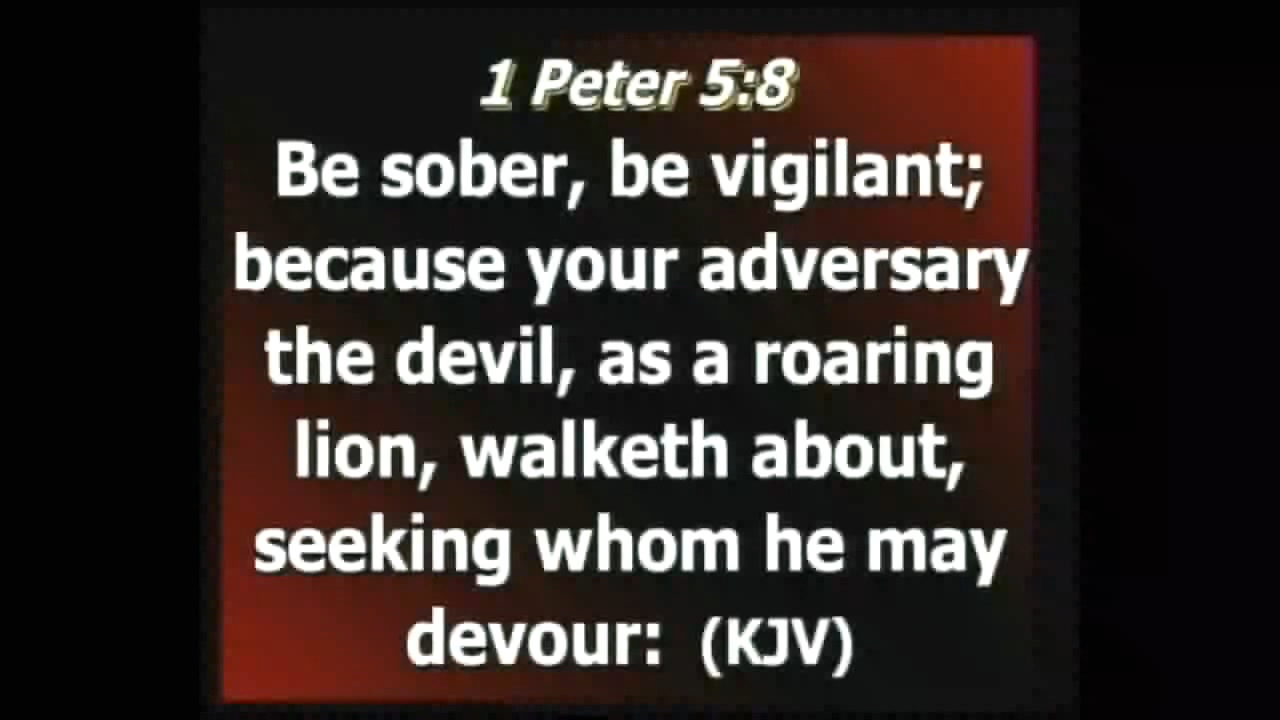 1 Peter 5:8
Be sober, be vigilant;
because your adversary
the devil, as a roaring
lion, walketh about,
seeking whom he may
devour: (KJV)